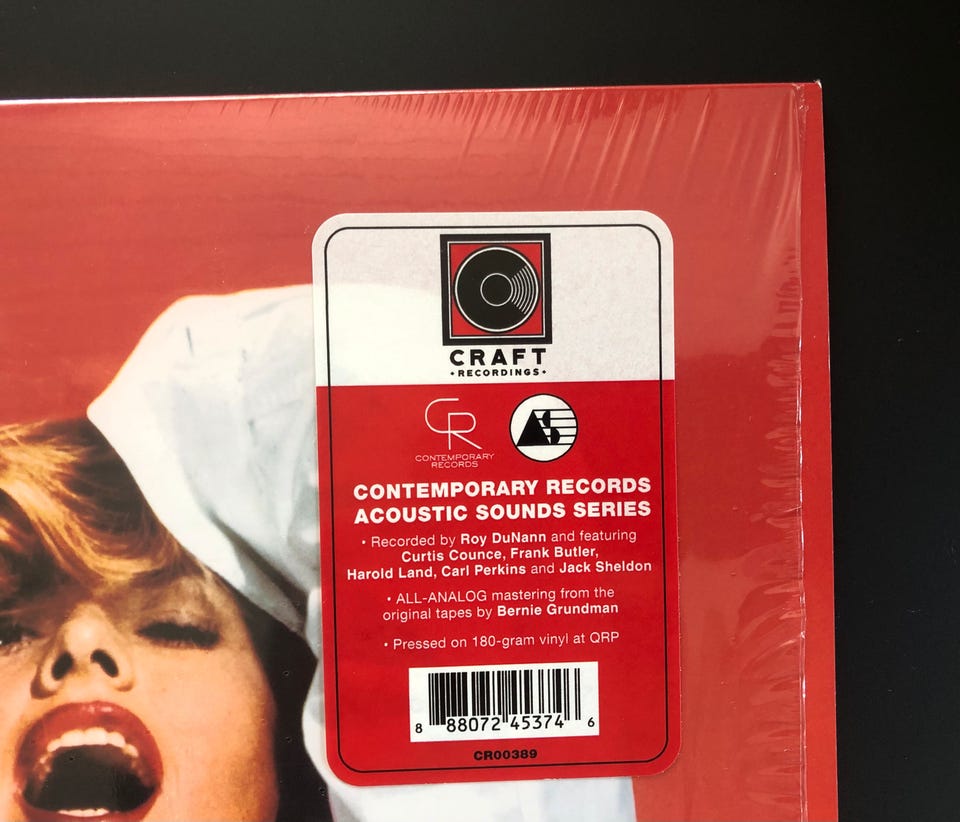 CRAFT
•RECORDINGS•
CR
CONTEMPORARY
RECORDS
AS
CONTEMPORARY RECORDS
ACOUSTIC SOUNDS SERIES
• Recorded by Roy DuNann and featuring
Curtis Counce, Frank Butler,
Harold Land, Carl Perkins and Jack Sheldon
• ALL-ANALOG mastering from the
original tapes by Bernie Grundman
• Pressed on 180-gram vinyl at QRP
8 88072 45374 6
CR00389